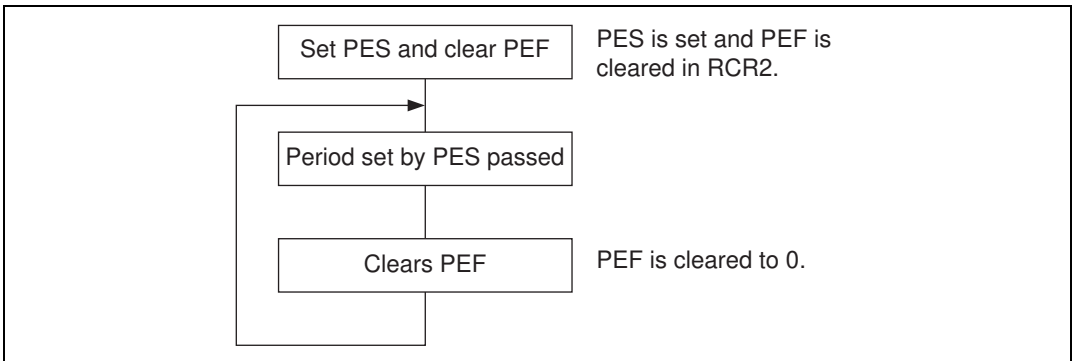 Set PES and clear PEF
PES is set and PEF is
cleared in RCR2.
Period set by PES passed
Clears PEF
PEF is cleared to 0.